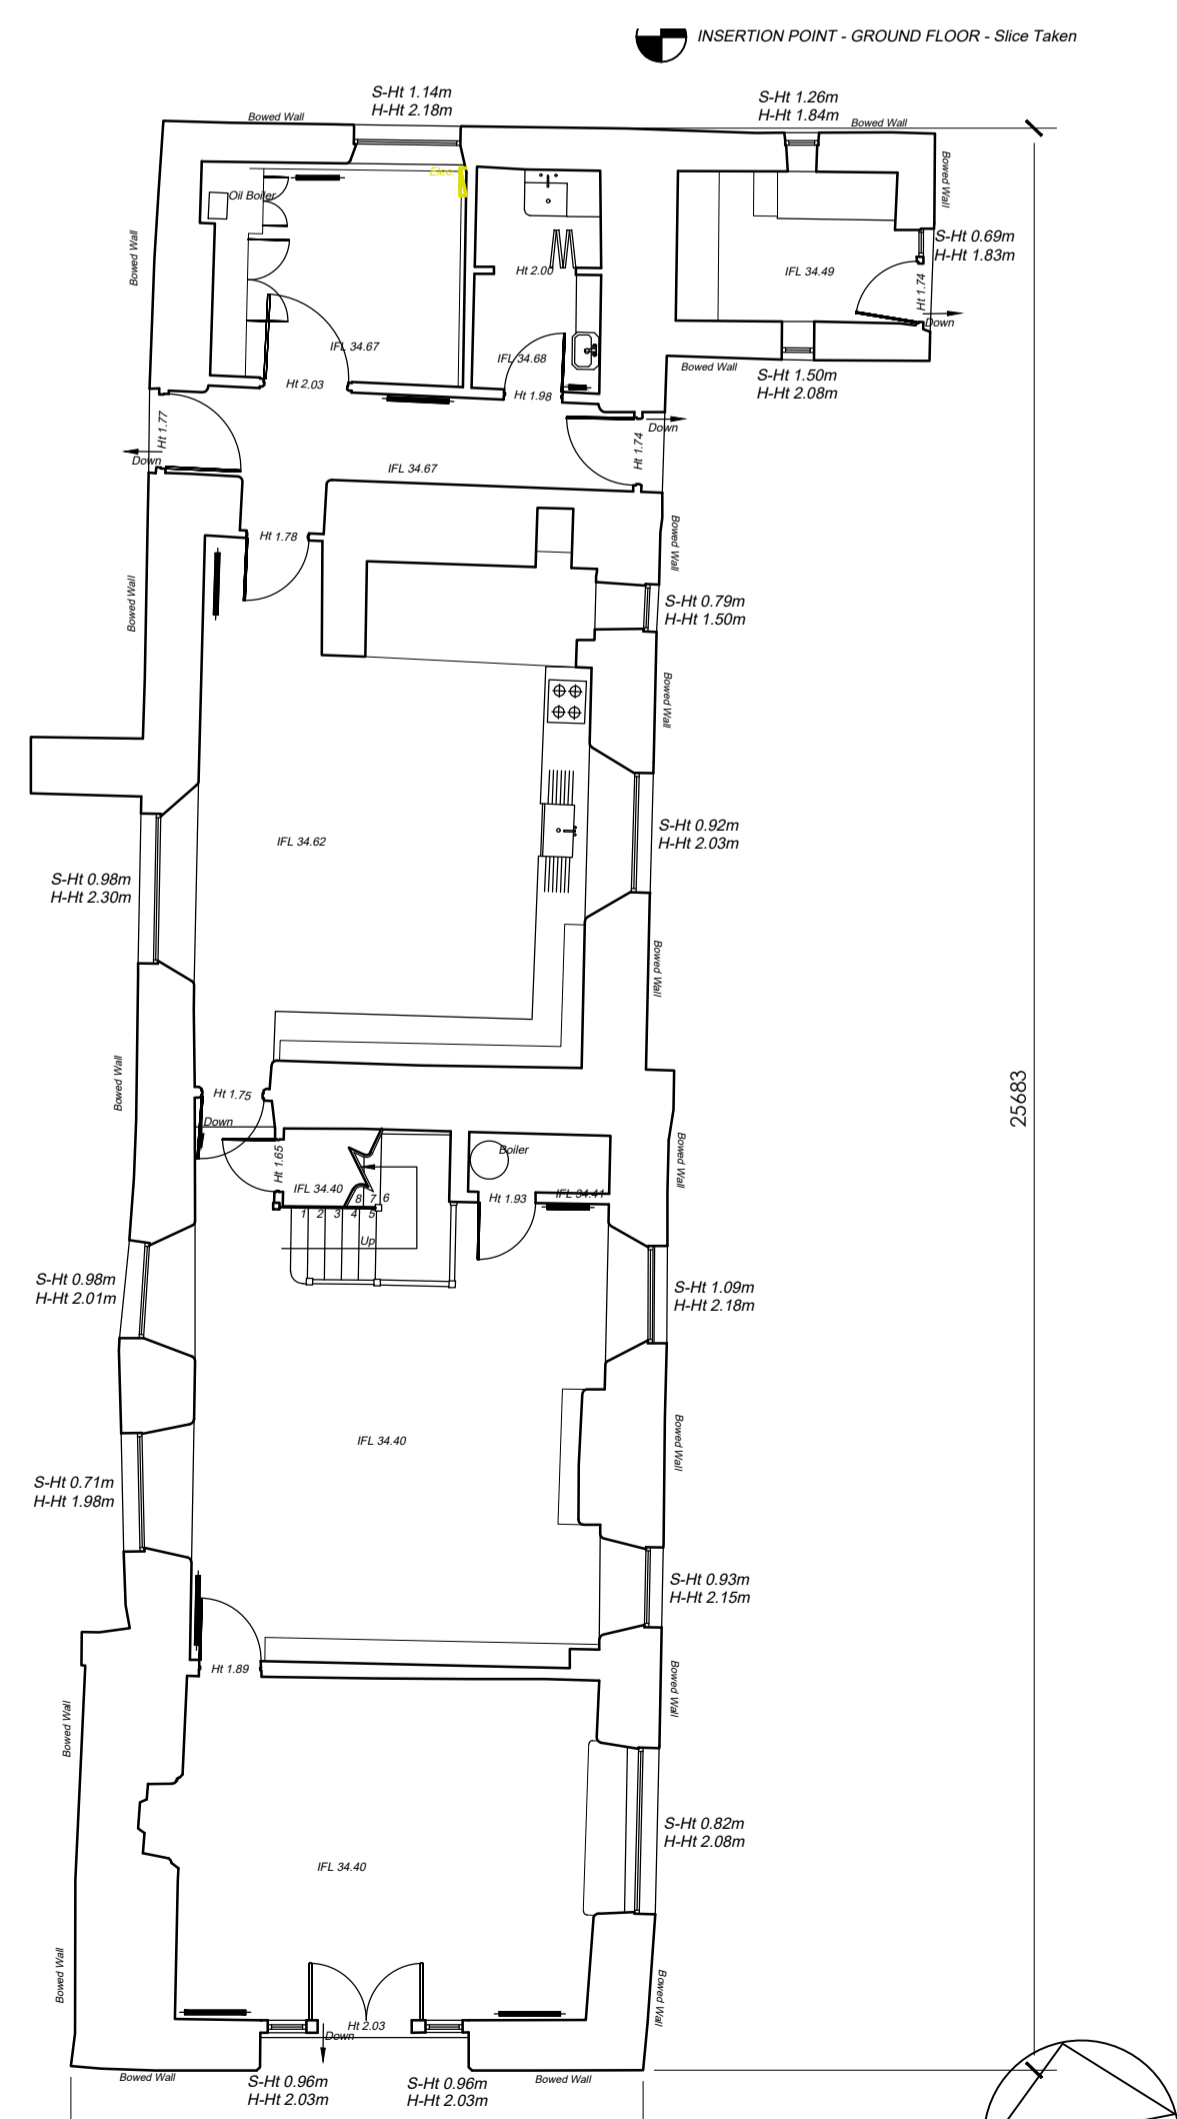 INSERTION POINT - GROUND FLOOR - Slice Taken
S-Ht 1.14m
H-Ht 2.18m
S-Ht 1.26m
H-Ht 1.84m
Bowed Wall
Bowed Wall
Bowed Wall
Elec
Oil Boiler
Bowed Wall
S-Ht 0.69m
H-Ht 1.83m
Ht 2.00
IFL 34.49
Ht 1.74
Down
IFL 34.67
IFL 34.68
Bowed Wall
S-Ht 1.50m
H-Ht 2.08m
Ht 2.03
Ht 1.98
Ht 1.77
Down
Ht 1.74
Down
IFL 34.67
Ht 1.78
Bowed Wall
Bowed Wall
S-Ht 0.79m
H-Ht 1.50m
Bowed Wall
IFL 34.62
S-Ht 0.92m
H-Ht 2.03m
S-Ht 0.98m
H-Ht 2.30m
Bowed Wall
Bowed Wall
Ht 1.75
Down
25683
Ht 1.65
Boiler
Bowed Wall
IFL 34.40
8 7 6
Ht 1.93
IFL 34.41
1 2 3 4 5
Up
S-Ht 0.98m
H-Ht 2.01m
S-Ht 1.09m
H-Ht 2.18m
IFL 34.40
Bowed Wall
S-Ht 0.71m
H-Ht 1.98m
S-Ht 0.93m
H-Ht 2.15m
Ht 1.89
Bowed Wall
Bowed Wall
S-Ht 0.82m
H-Ht 2.08m
IFL 34.40
Bowed Wall
Bowed Wall
Ht 2.03
Down
Bowed Wall
S-Ht 0.96m
H-Ht 2.03m
S-Ht 0.96m
H-Ht 2.03m
Bowed Wall